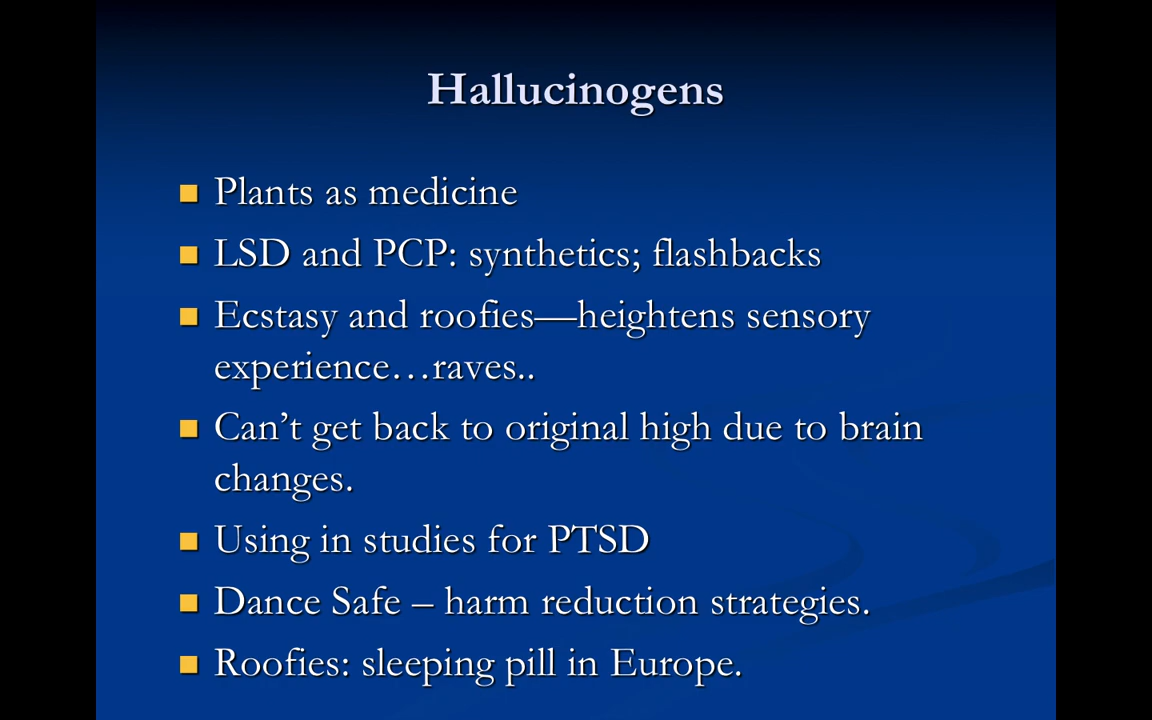 Hallucinogens
Plants as medicine
LSD and PCP: synthetics; flashbacks
Ecstasy and roofies—heightens sensory
experience…raves..
Can’t get back to original high due to brain
changes.
Using in studies for PTSD
Dance Safe – harm reduction strategies.
Roofies: sleeping pill in Europe.